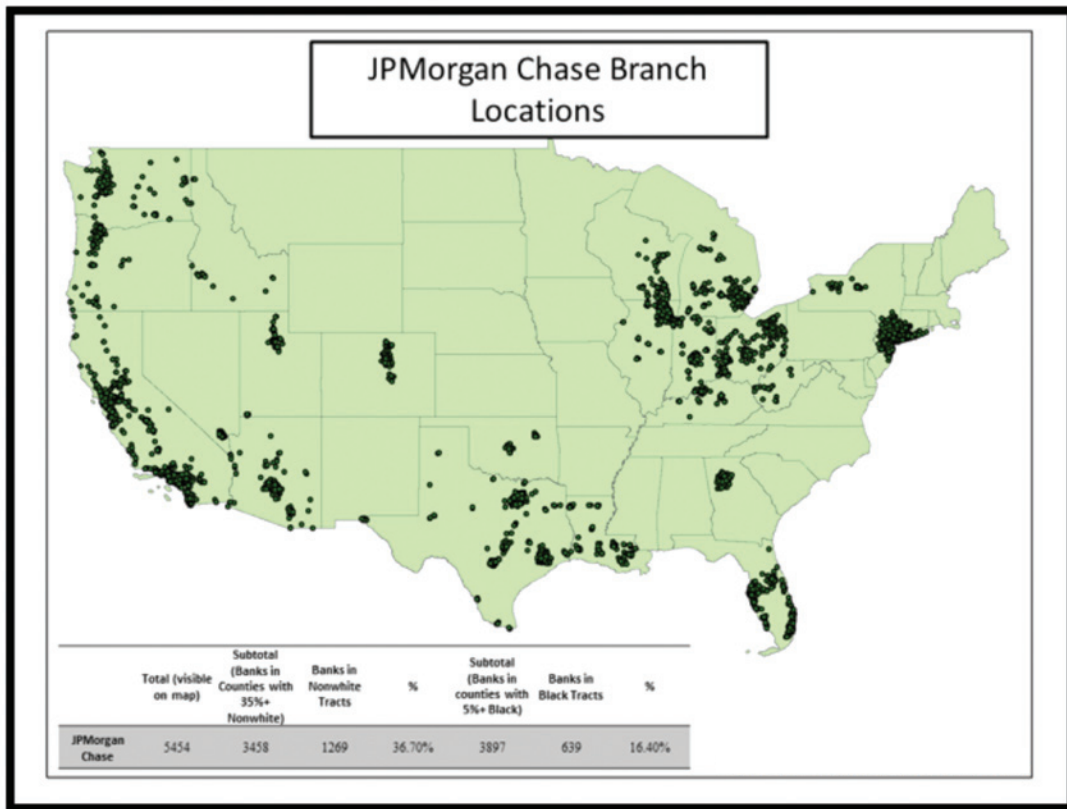 JPMorgan Chase Branch
Locations
Total (visible
on map)
Subtotal
(Banks in
Counties with
35%+
Nonwhite)
Banks in
Nonwhite
Tracts
%
Subtotal
(Banks in
counties with
5%+ Black)
Banks in
Black Tracts
%
JPMorgan
Chase
5454
3458
1269
36.70%
3897
639
16.40%